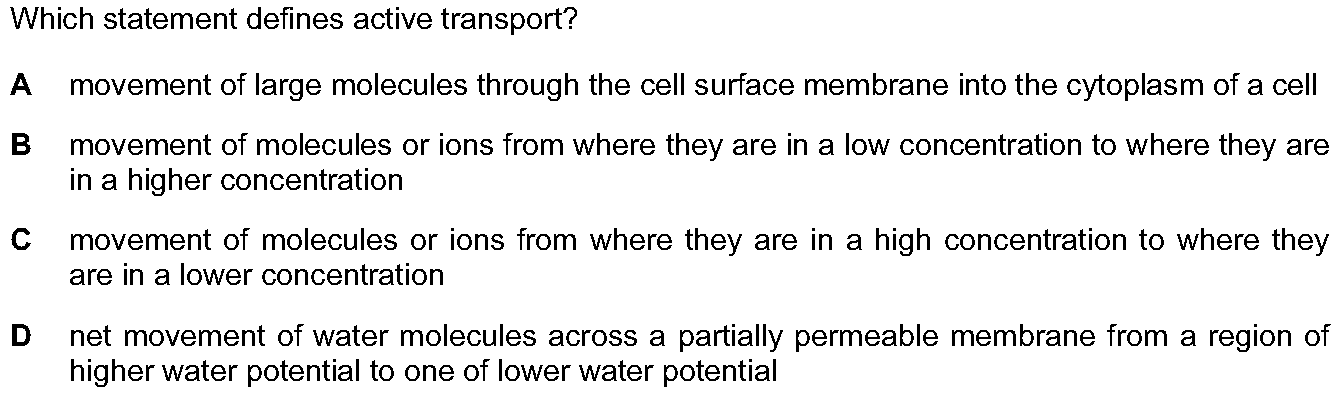 Which statement defines active transport?
A movement of large molecules through the cell surface membrane into the cytoplasm of a cell
B movement of molecules or ions from where they are in a low concentration to where they are
in a higher concentration
C movement of molecules or ions from where they are in a high concentration to where they
are in a lower concentration
D net movement of water molecules across a partially permeable membrane from a region of
higher water potential to one of lower water potential